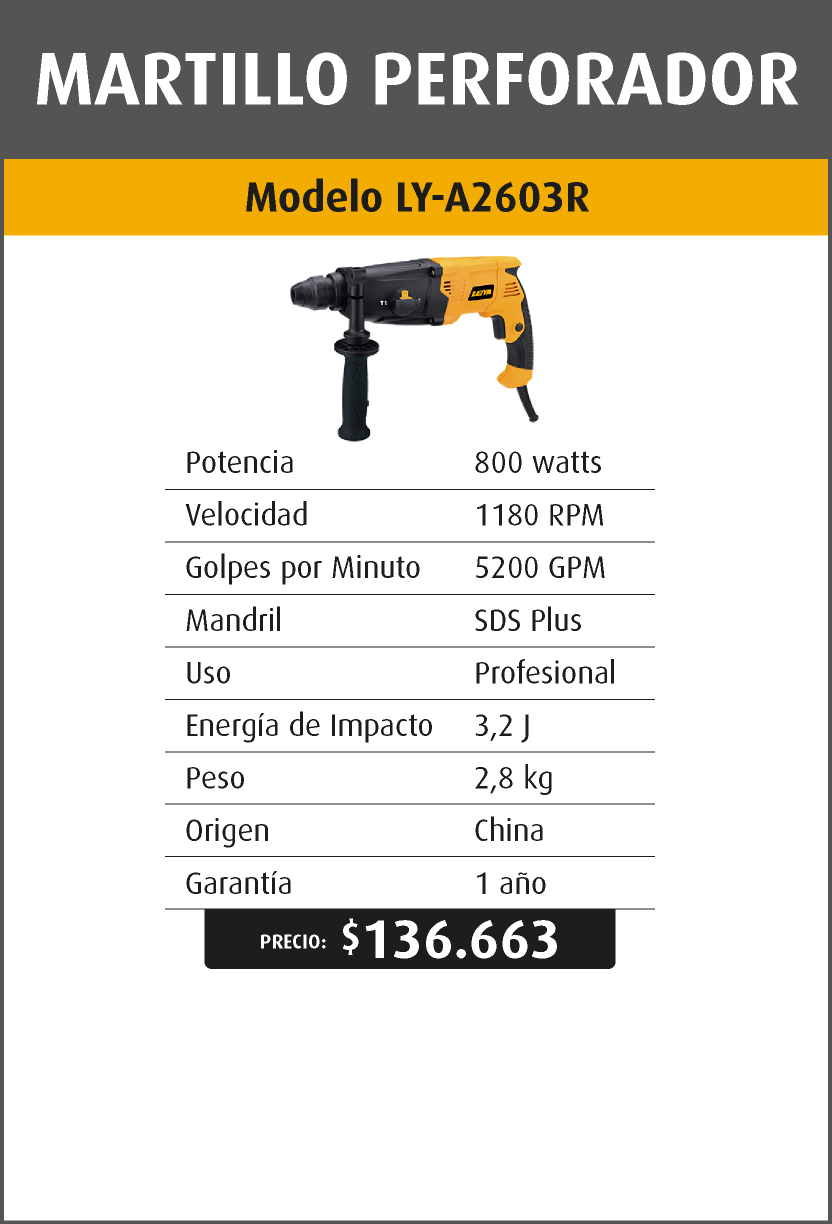 MARTILLO PERFORADOR
Modelo LY-A2603R
LEIYA
Potencia 800 watts
Velocidad 1180 RPM
Golpes por Minuto 5200 GPM
Mandril SDS Plus
Uso Profesional
Energía de Impacto 3,2 J
Peso 2,8 kg
Origen China
Garantía 1 año
PRECIO: $136.663